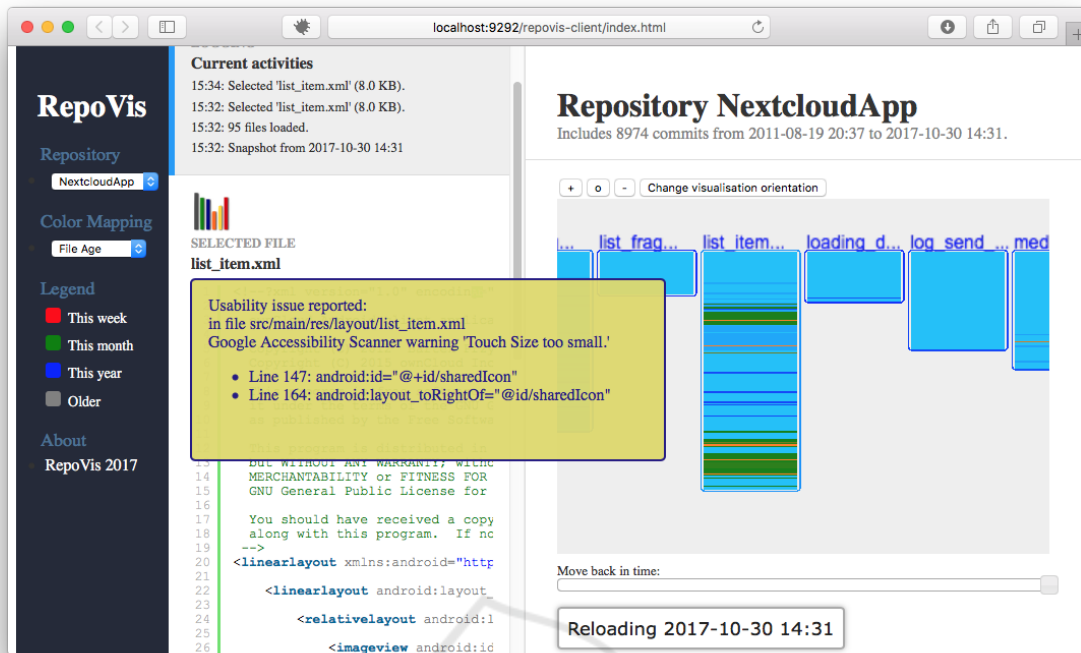 localhost:9292/repovis-client/index.html
RepoVis
Repository
NextcloudApp
Color Mapping
File Age
Legend
This week
This month
This year
Older
About
RepoVis 2017
Current activities
15:34: Selected 'list_item.xml' (8.0 KB).
15:32: Selected 'list_item.xml' (8.0 KB).
15:32: 95 files loaded.
15:32: Snapshot from 2017-10-30 14:31
SELECTED FILE
list_item.xml
Usability issue reported:
in file src/main/res/layout/list_item.xml
Google Accessibility Scanner warning 'Touch Size too small.'
• Line 147: android:id="@+id/sharedIcon"
• Line 164: android:layout_toRightOf="@id/sharedIcon"
as published by the Free Softwa
13 but WITHOUT ANY WARRANTY; witho
14 MERCHANTABILITY or FITNESS FOR
15 GNU General Public License for
16
17 You should have received a copy
18 along with this program. If no
19 -->
20 <linearlayout xmlns:android="http
21
22 <linearlayout android:layout_
23
24 <relativelayout android:l
25
26 <imageview android:id
Repository NextcloudApp
Includes 8974 commits from 2011-08-19 20:37 to 2017-10-30 14:31.
+ o - Change visualisation orientation
list_frag... list_item... loading_d... log_send_... med
Move back in time:
Reloading 2017-10-30 14:31